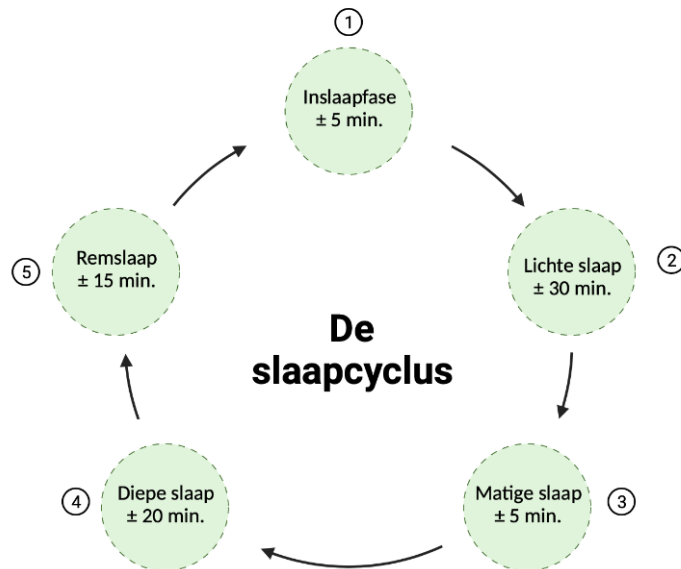 1
Inslaapfase
± 5 min.
2
Lichte slaap
± 30 min.
3
Matige slaap
± 5 min.
4
Diepe slaap
± 20 min.
5
Remslaap
± 15 min.
De
slaapcyclus